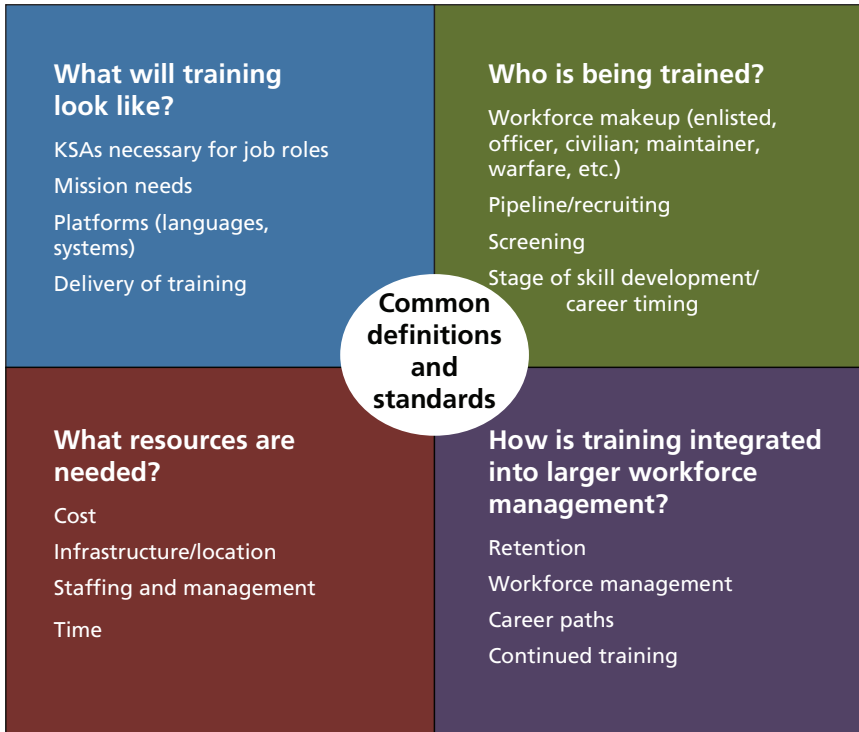 What will training
look like?
KSAs necessary for job roles
Mission needs
Platforms (languages,
systems)
Delivery of training
Who is being trained?
Workforce makeup (enlisted,
officer, civilian; maintainer,
warfare, etc.)
Pipeline/recruiting
Screening
Stage of skill development/
career timing
Common
definitions
and
standards
What resources are
needed?
Cost
Infrastructure/location
Staffing and management
Time
How is training integrated
into larger workforce
management?
Retention
Workforce management
Career paths
Continued training